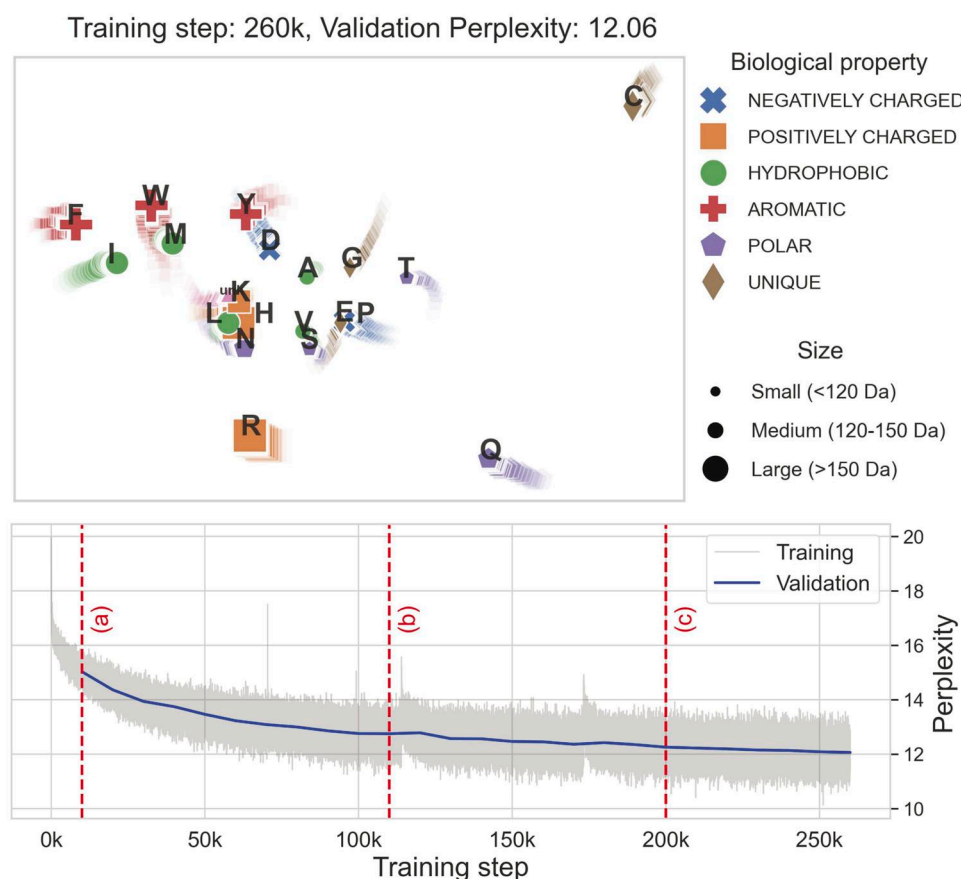 Training step: 260k, Validation Perplexity: 12.06
C
W
F
Y
M
D
I
A
G
T
K
L
H
V
E
P
N
S
R
Q
Biological property
NEGATIVELY CHARGED
POSITIVELY CHARGED
HYDROPHOBIC
AROMATIC
POLAR
UNIQUE
Size
Small (<120 Da)
Medium (120-150 Da)
Large (>150 Da)
(a)
(b)
(c)
Training
Validation
20
18
16
14
12
10
Perplexity
0k
50k
100k
150k
200k
250k
Training step